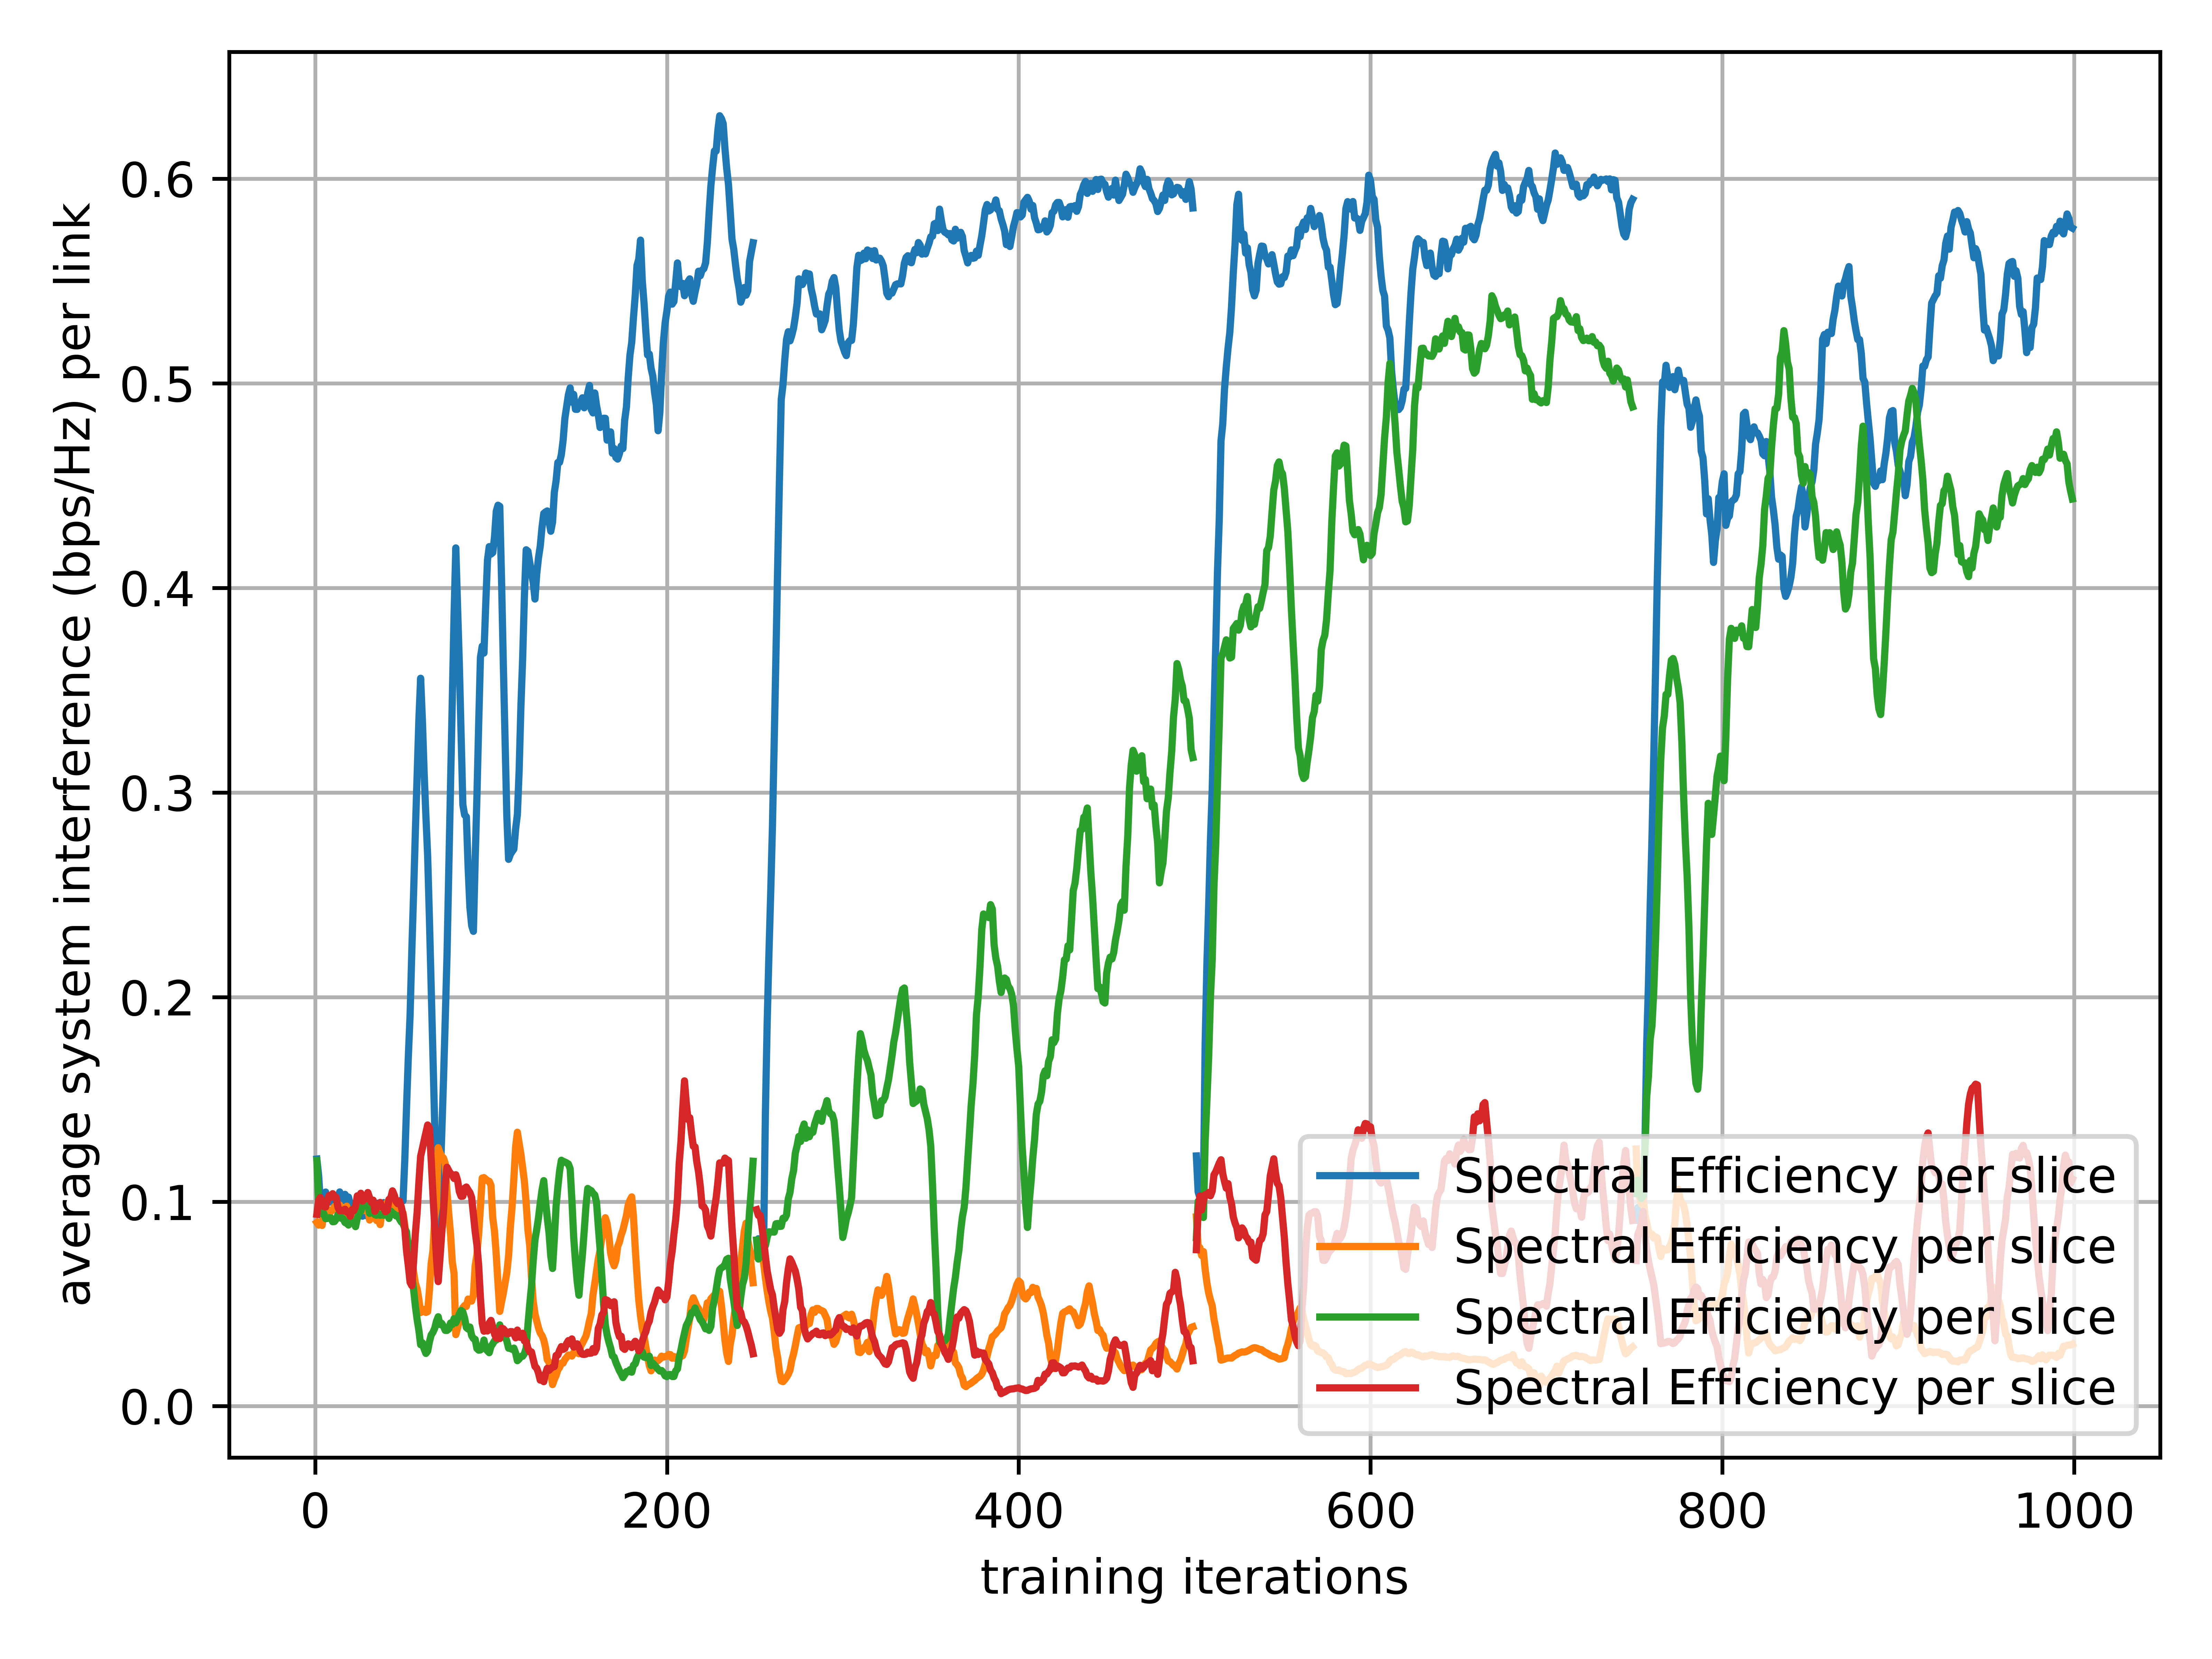 average system interference (bps/Hz) per link
0.6
0.5
0.4
0.3
0.2
0.1
0.0
Spectral Efficiency per slice
Spectral Efficiency per slice
Spectral Efficiency per slice
Spectral Efficiency per slice
0 200 400 600 800 1000
training iterations